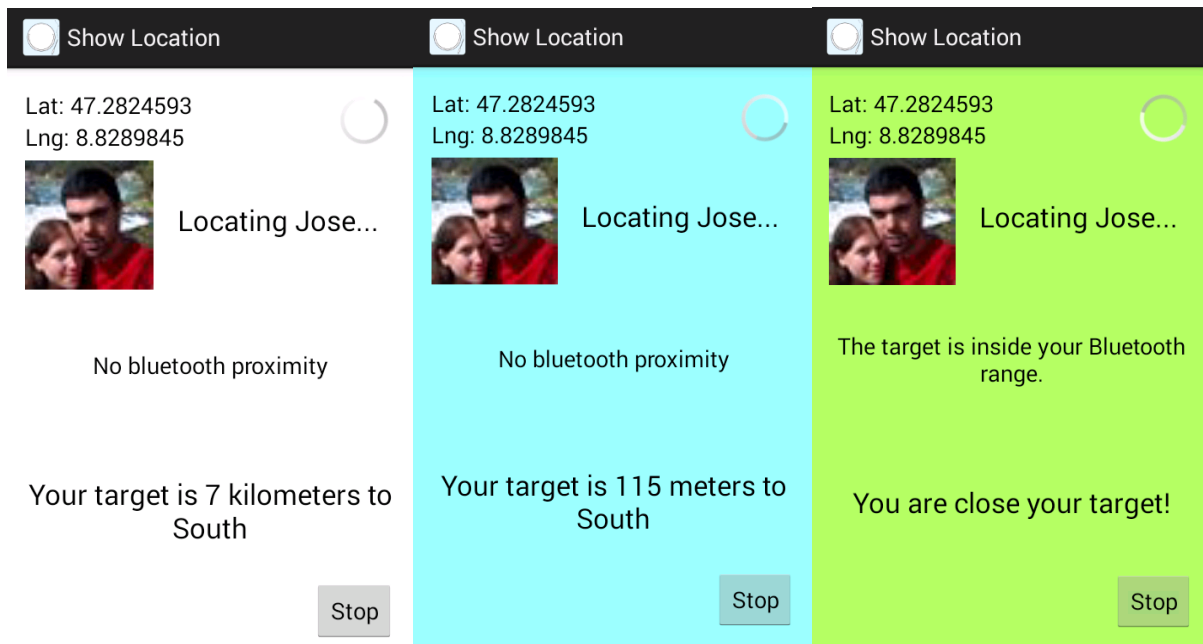 Show Location
Lat: 47.2824593
Lng: 8.8289845
Locating Jose...
No bluetooth proximity
Your target is 7 kilometers to
South
Stop
Show Location
Lat: 47.2824593
Lng: 8.8289845
Locating Jose...
No bluetooth proximity
Your target is 115 meters to
South
Stop
Show Location
Lat: 47.2824593
Lng: 8.8289845
Locating Jose...
The target is inside your Bluetooth
range.
You are close your target!
Stop